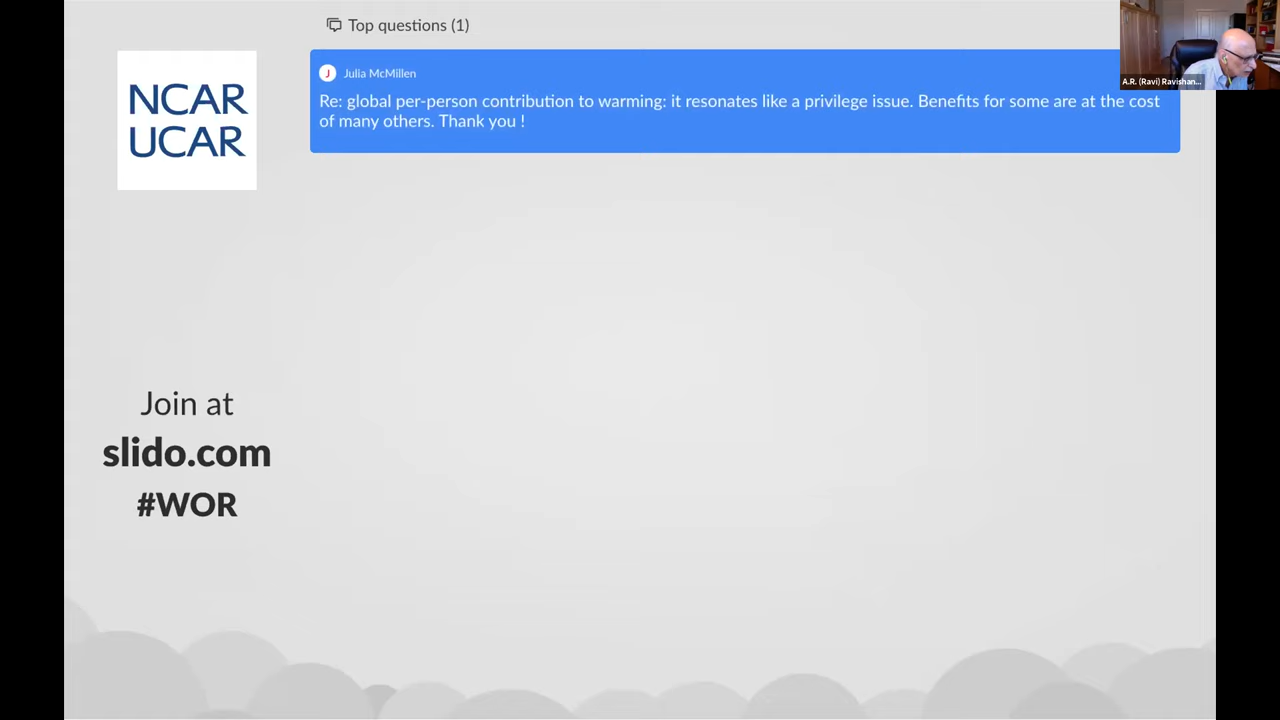 Top questions (1)
J
Julia McMillen
Re: global per-person contribution to warming: it resonates like a privilege issue. Benefits for some are at the cost
of many others. Thank you !
A.R. (Ravi) Ravishan...
NCAR
UCAR
Join at
slido.com
#WOR